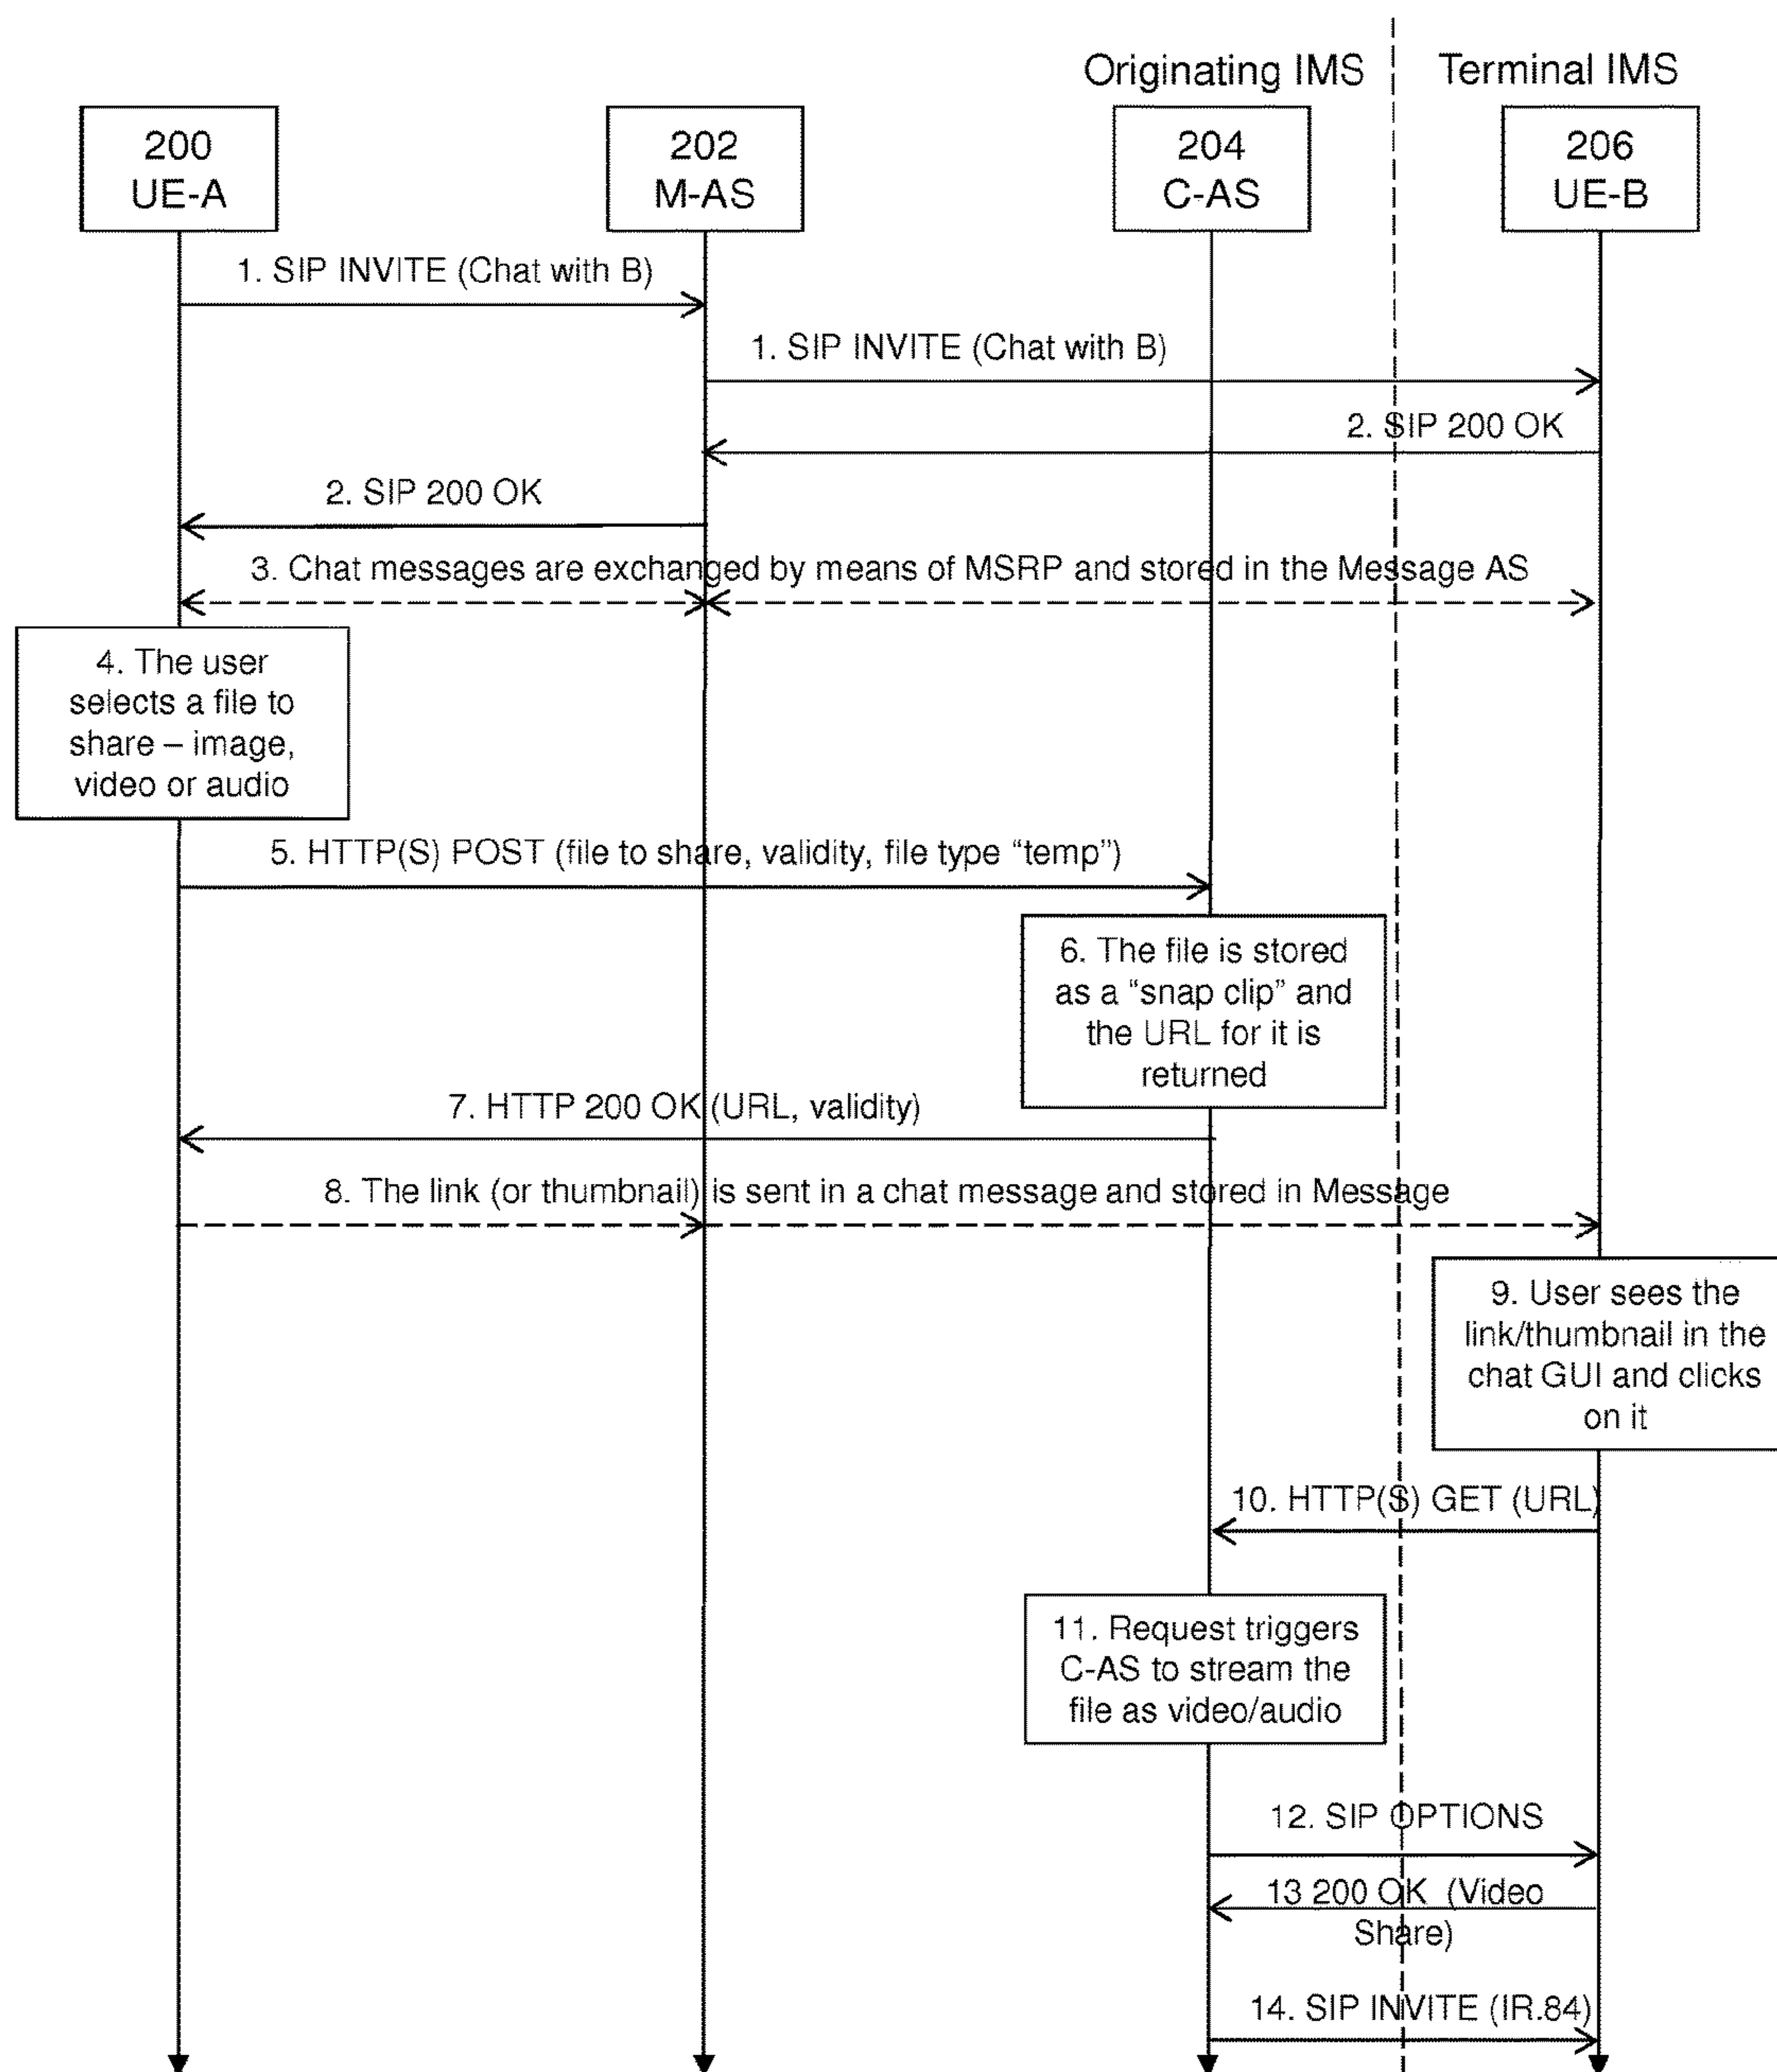 Originating IMS
Terminal IMS
200
UE-A
202
M-AS
204
C-AS
206
UE-B
1. SIP INVITE (Chat with B)
1. SIP INVITE (Chat with B)
2. SIP 200 OK
2. SIP 200 OK
3. Chat messages are exchanged by means of MSRP and stored in the Message AS
4. The user
selects a file to
share – image,
video or audio
5. HTTP(S) POST (file to share, validity, file type “temp”)
6. The file is stored
as a “snap clip” and
the URL for it is
returned
7. HTTP 200 OK (URL, validity)
8. The link (or thumbnail) is sent in a chat message and stored in Message
9. User sees the
link/thumbnail in the
chat GUI and clicks
on it
10. HTTP(S) GET (URL)
11. Request triggers
C-AS to stream the
file as video/audio
12. SIP OPTIONS
13 200 OK (Video
Share)
14. SIP INVITE (IR.84)